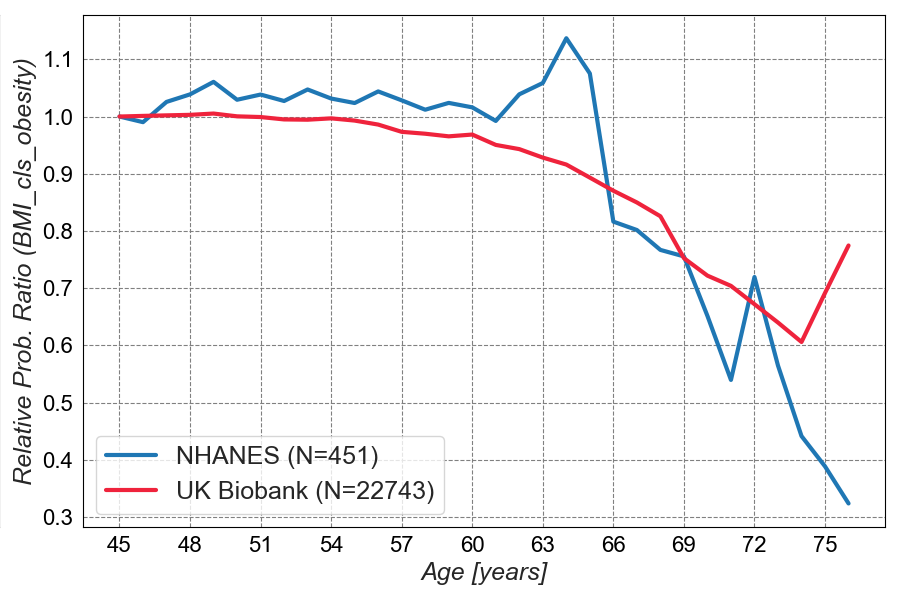 Relative Prob. Ratio (BMI_cls_obesity)
1.1
1.0
0.9
0.8
0.7
0.6
0.5
0.4
0.3
NHANES (N=451)
UK Biobank (N=22743)
45 48 51 54 57 60 63 66 69 72 75
Age [years]